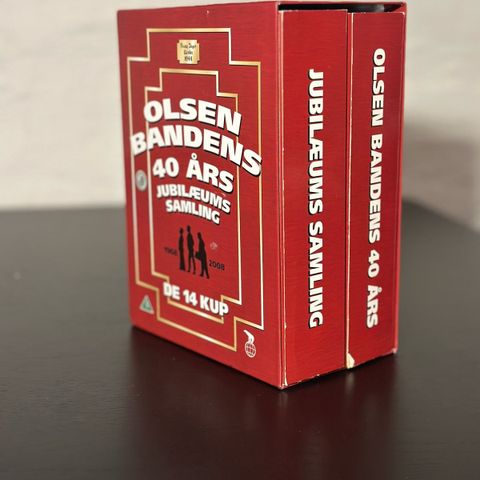 OLSEN
BANDENS
40 ÅRS
JUBILÆUMS
SAMLING
1968 2008
DE 14 KUP
JUBILÆUMS SAMLING
OLSEN BANDENS 40 ÅRS